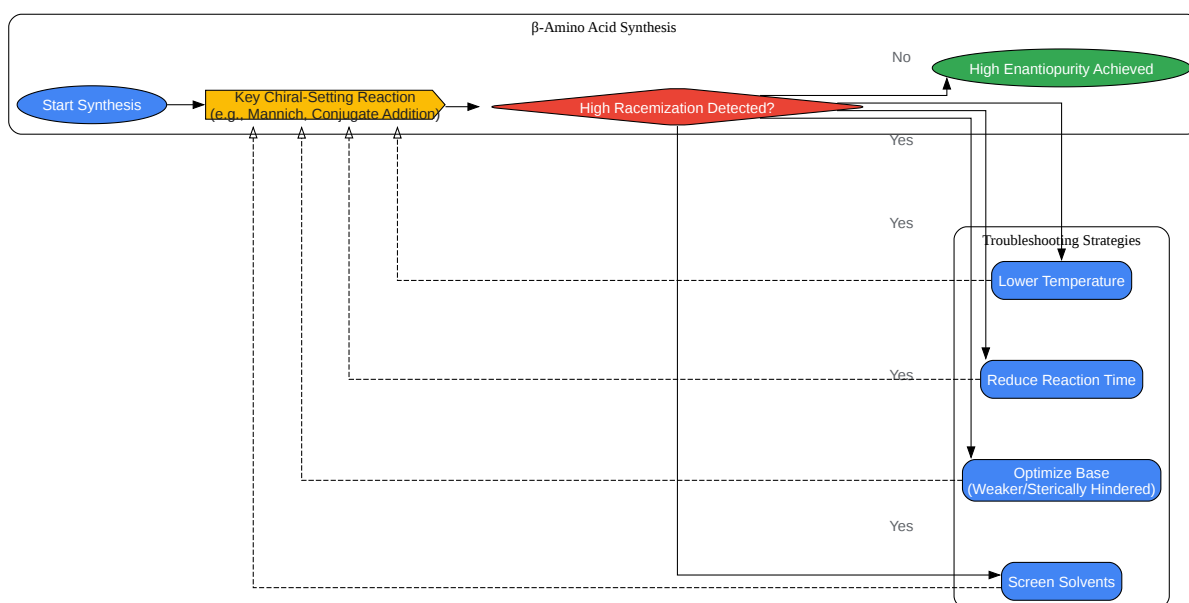 β-Amino Acid Synthesis
No
High Enantiopurity Achieved
Start Synthesis
Key Chiral-Setting Reaction
(e.g., Mannich, Conjugate Addition)
High Racemization Detected?
Yes
Yes
Troubleshooting Strategies
Lower Temperature
Yes
Reduce Reaction Time
Optimize Base
(Weaker/Sterically Hindered)
Yes
Screen Solvents